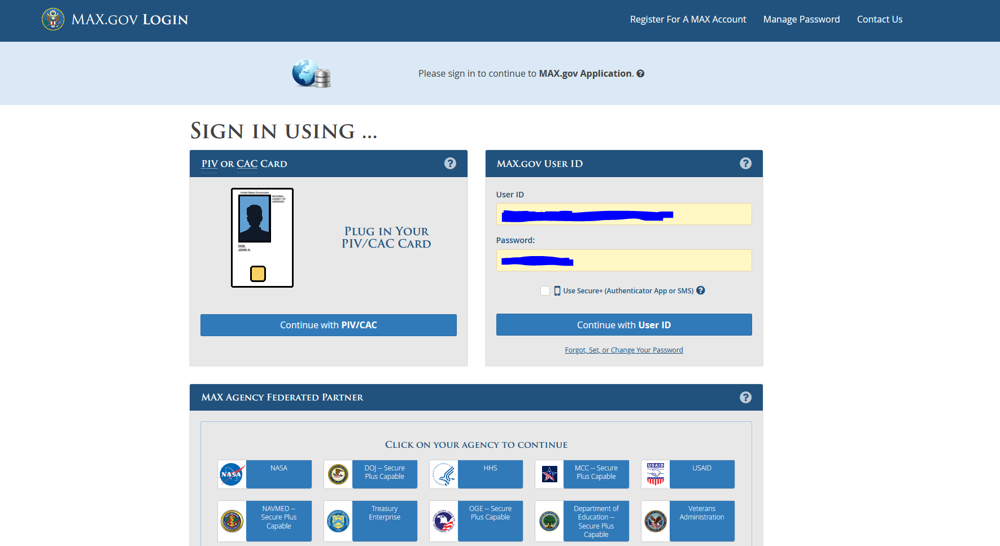 MAX.gov Login
Register For A MAX Account
Manage Password
Contact Us
Please sign in to continue to MAX.gov Application.
Sign in using ...
PIV or CAC Card
United States Government
NATIONAL
AGENCY OF
AGENCIES
DOE,
JOHN A.
Plug in Your
PIV/CAC Card
Continue with PIV/CAC
MAX.gov User ID
User ID
Password:
Use Secure+ (Authenticator App or SMS)
Continue with User ID
Forgot, Set, or Change Your Password
MAX Agency Federated Partner
Click on your agency to continue
NASA
NASA
DOJ -- Secure
Plus Capable
HHS
MCC -- Secure
Plus Capable
USAID
USAID
NAVMED --
Secure Plus
Capable
Treasury
Enterprise
OGE -- Secure
Plus Capable
Department of
Education --
Secure Plus
Capable
Veterans
Administration